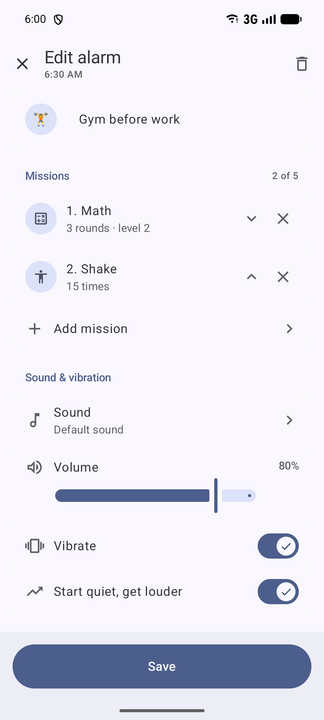 6:00
3G
Edit alarm
6:30 AM
Gym before work
Missions
2 of 5
1. Math
3 rounds · level 2
2. Shake
15 times
Add mission
Sound & vibration
Sound
Default sound
Volume
80%
Vibrate
Start quiet, get louder
Save